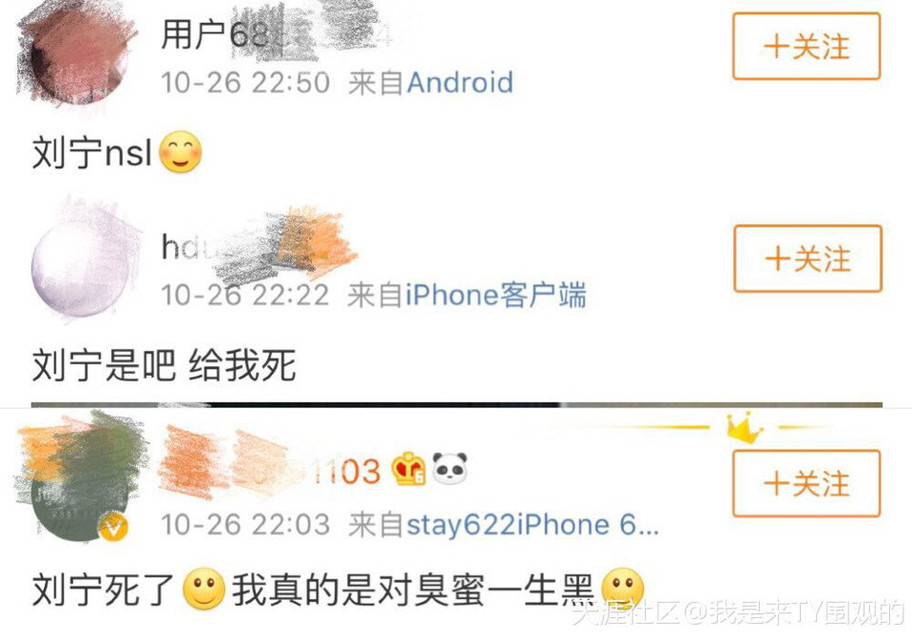 用户68
+关注
10-26 22:50 来自Android
刘宁nsl
hd
+关注
10-26 22:22 来自iPhone客户端
刘宁是吧 给我死
1103
+关注
10-26 22:03 来自stay622iPhone 6...
刘宁死了我真的是对臭蜜一生黑
天涯社区@我是来TY围观的